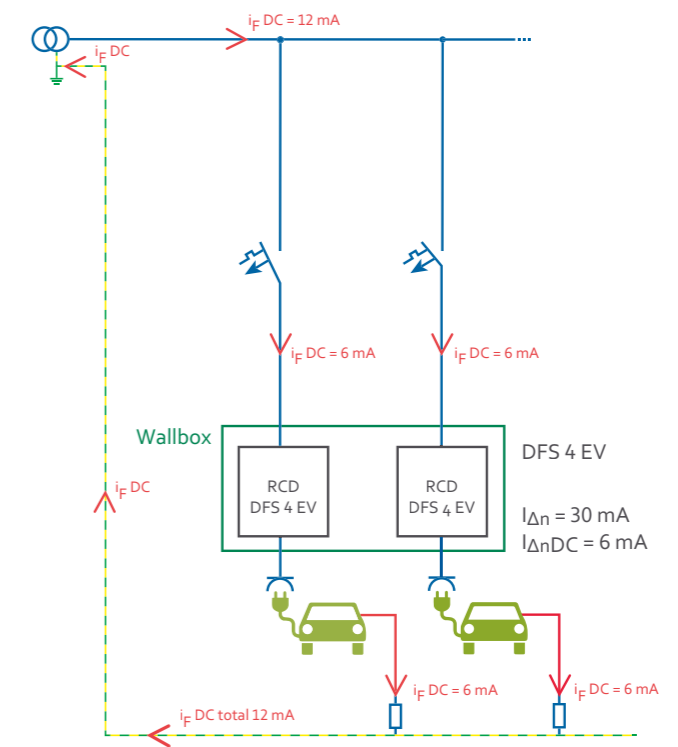 iF DC = 12 mA
iF DC
iF DC = 6 mA
iF DC = 6 mA
Wallbox
DFS 4 EV
RCD
DFS 4 EV
RCD
DFS 4 EV
iF DC
IΔn = 30 mA
IΔnDC = 6 mA
iF DC = 6 mA
iF DC = 6 mA
iF DC total 12 mA